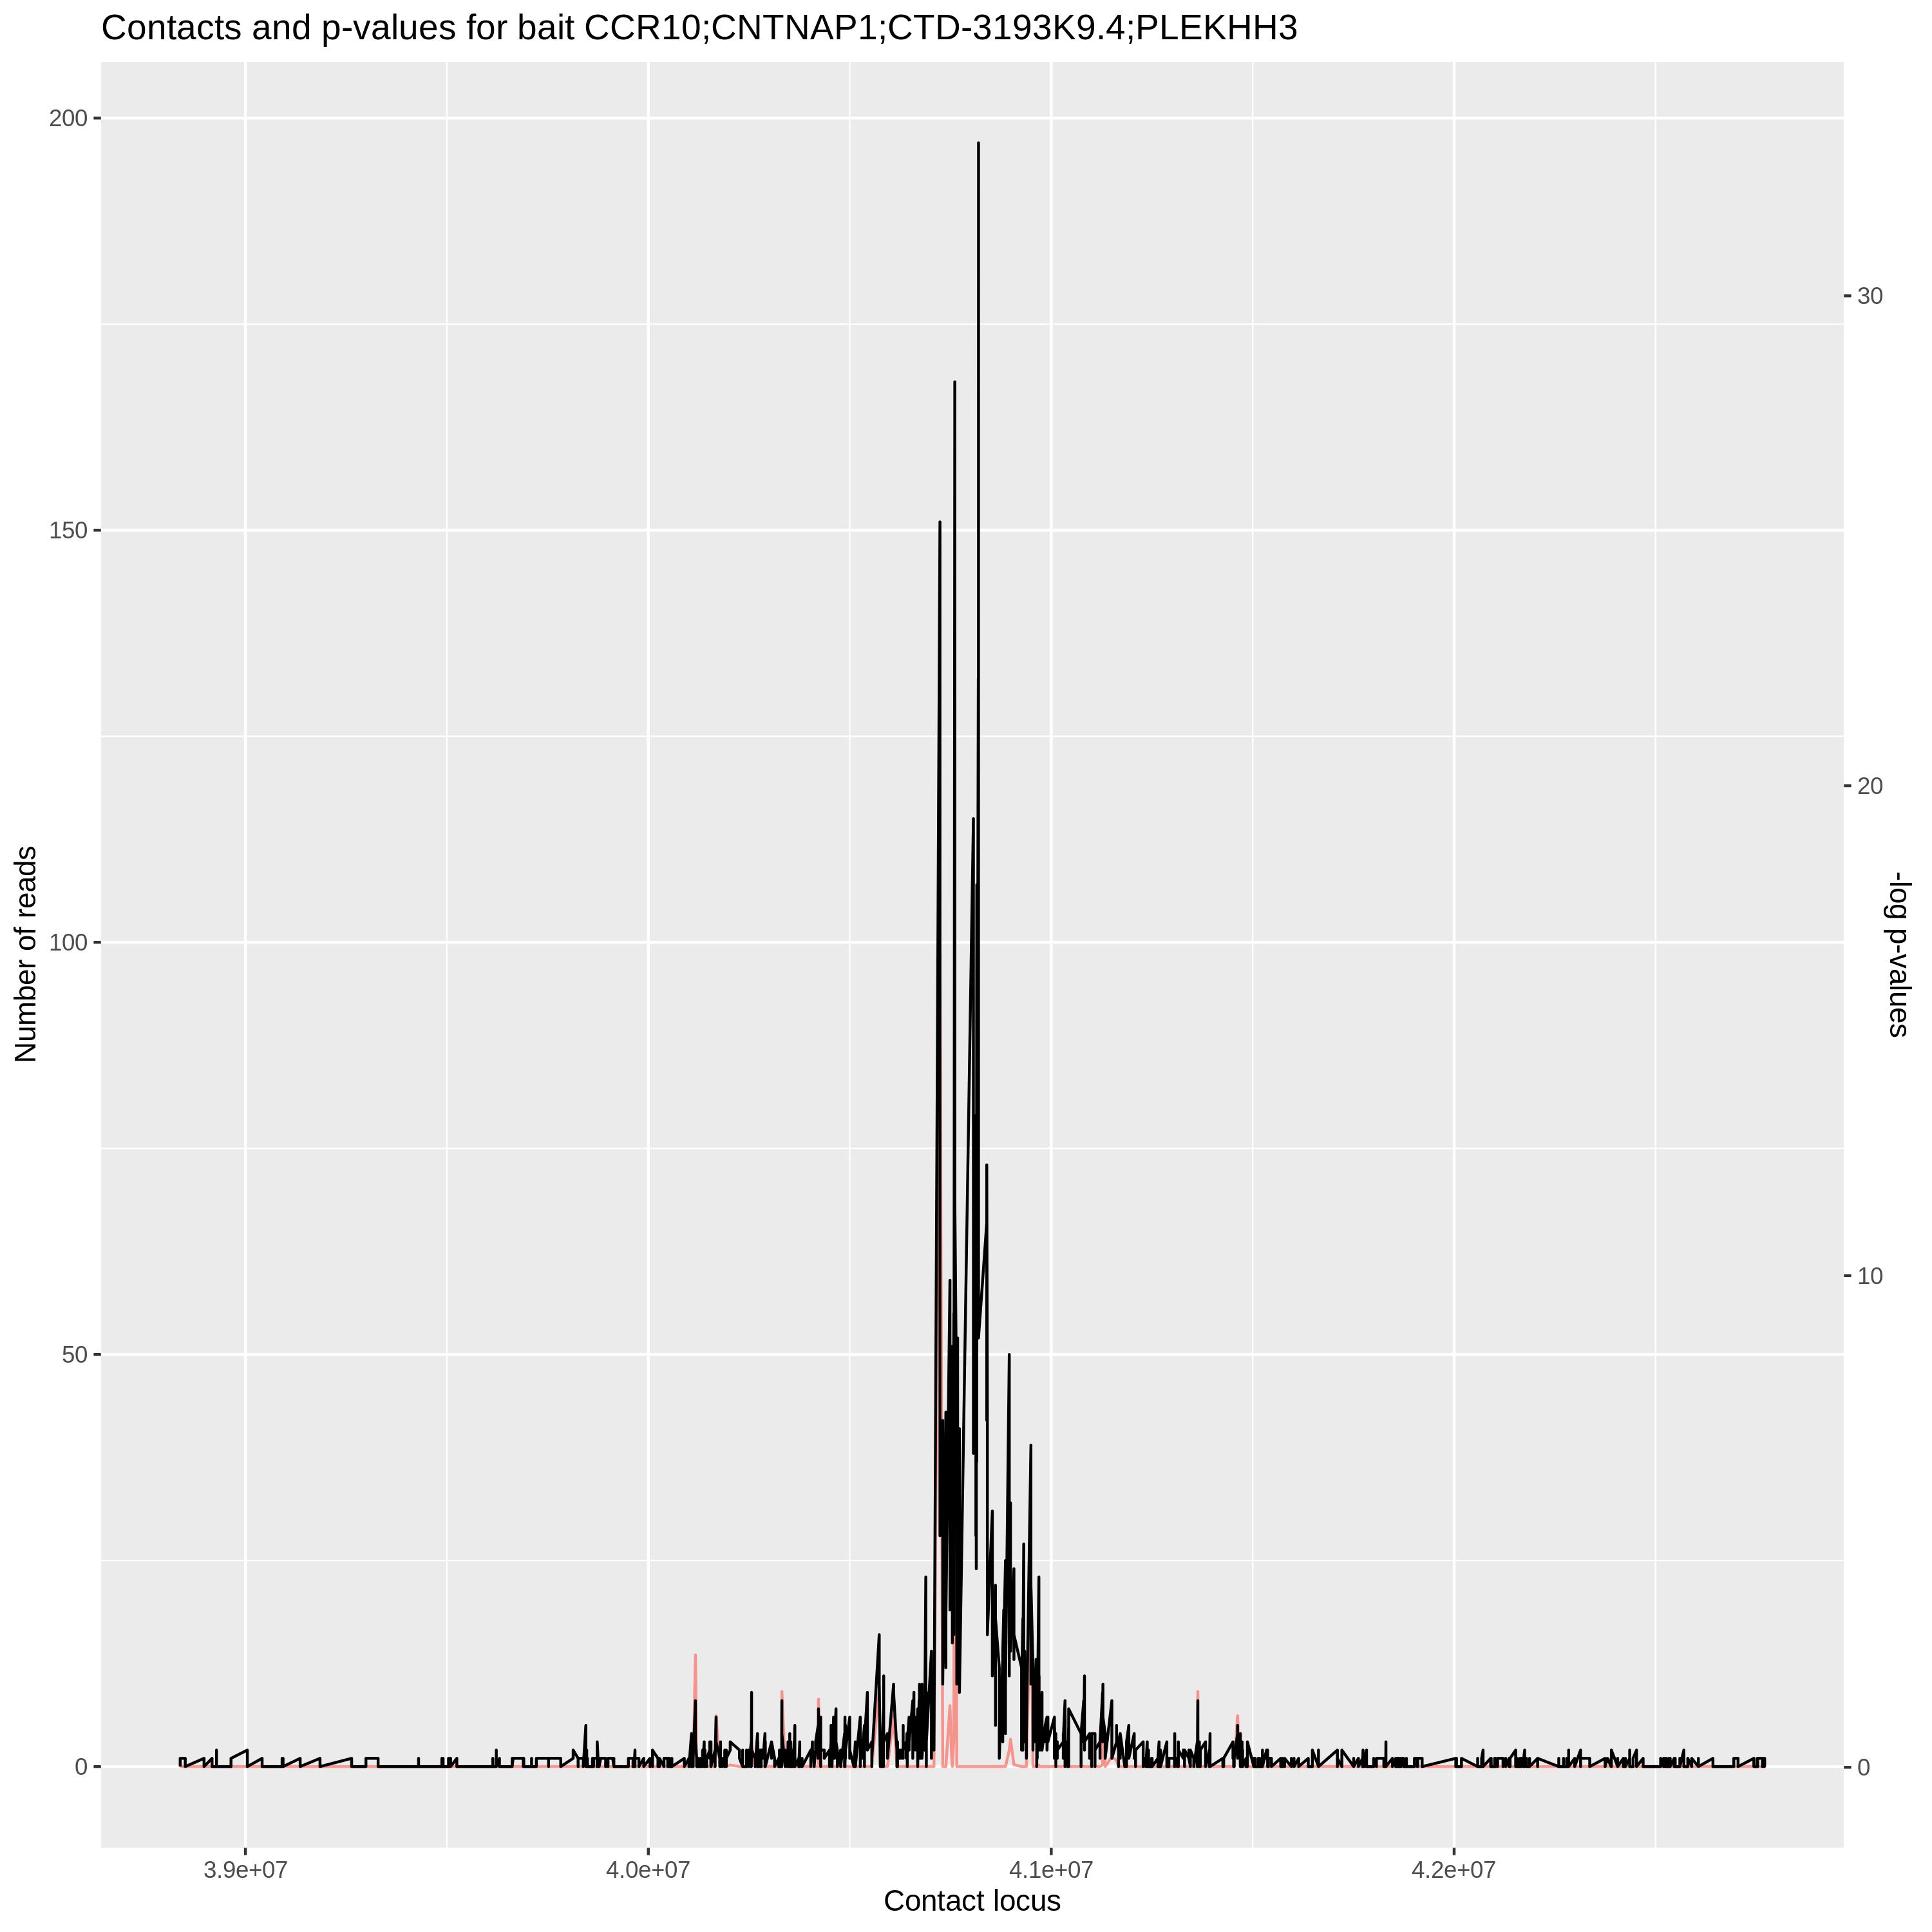 Contacts and p-values for bait CCR10;CNTNAP1;CTD-3193K9.4;PLEKHH3
200
150
100
50
0
Number of reads
30
20
10
0
-log p-values
3.9e+07
4.0e+07
4.1e+07
4.2e+07
Contact locus